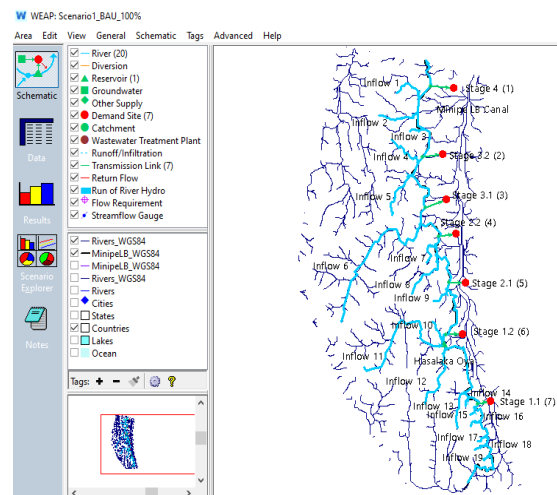 WEAP: Scenario1_BAU_100%
Area Edit View General Schematic Tags Advanced Help
Schematic
Data
Results
Scenario
Explorer
Notes
River (20)
Diversion
Reservoir (1)
Groundwater
Other Supply
Demand Site (7)
Catchment
Wastewater Treatment Plant
Runoff/Infiltration
Transmission Link (7)
Return Flow
Run of River Hydro
Flow Requirement
Streamflow Gauge
Rivers_WGS84
MinipeLB_WGS84
MinipeLB_WGS84
Rivers_WGS84
Rivers
Cities
States
Countries
Lakes
Ocean
Tags:
Inflow 1
Stage 4 (1)
Minipe LB Canal
Inflow 2
Inflow 3
Inflow 4
Stage 3.2 (2)
Inflow 5
Stage 3.1 (3)
2.2 (4)
Inflow 7
Inflow 6
Inflow 8
Stage 2.1 (5)
Inflow 9
Inflow 10
Stage 1.2 (6)
Inflow 11
Hasalaka Oya
Inflow 12
Inflow 14
Inflow 13
Stage 1.1 (7)
Inflow 15
Inflow 16
Inflow 17
Inflow 18
Inflow 19